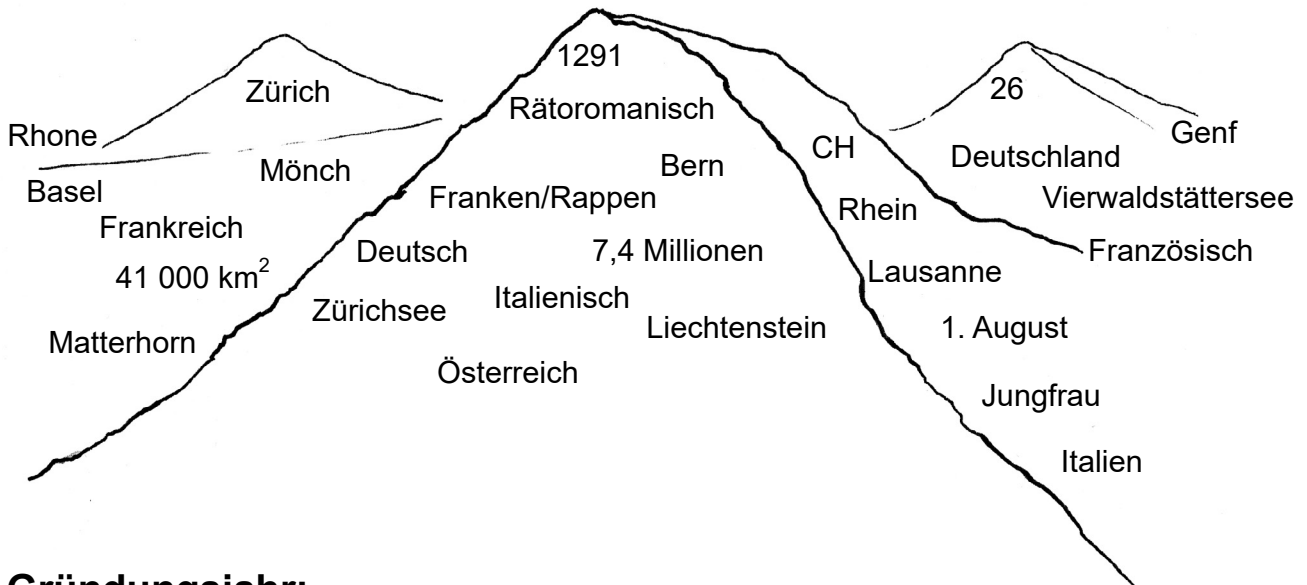 1291
Zürich
26
Rätoromanisch
Rhone
Genf
CH
Deutschland
Mönch
Bern
Basel
Franken/Rappen
Vierwaldstättersee
Rhein
Frankreich
Deutsch
7,4 Millionen
Französisch
41 000 km²
Lausanne
Italienisch
Zürichsee
Liechtenstein
1. August
Matterhorn
Österreich
Jungfrau
Italien
Gründungsjahr: